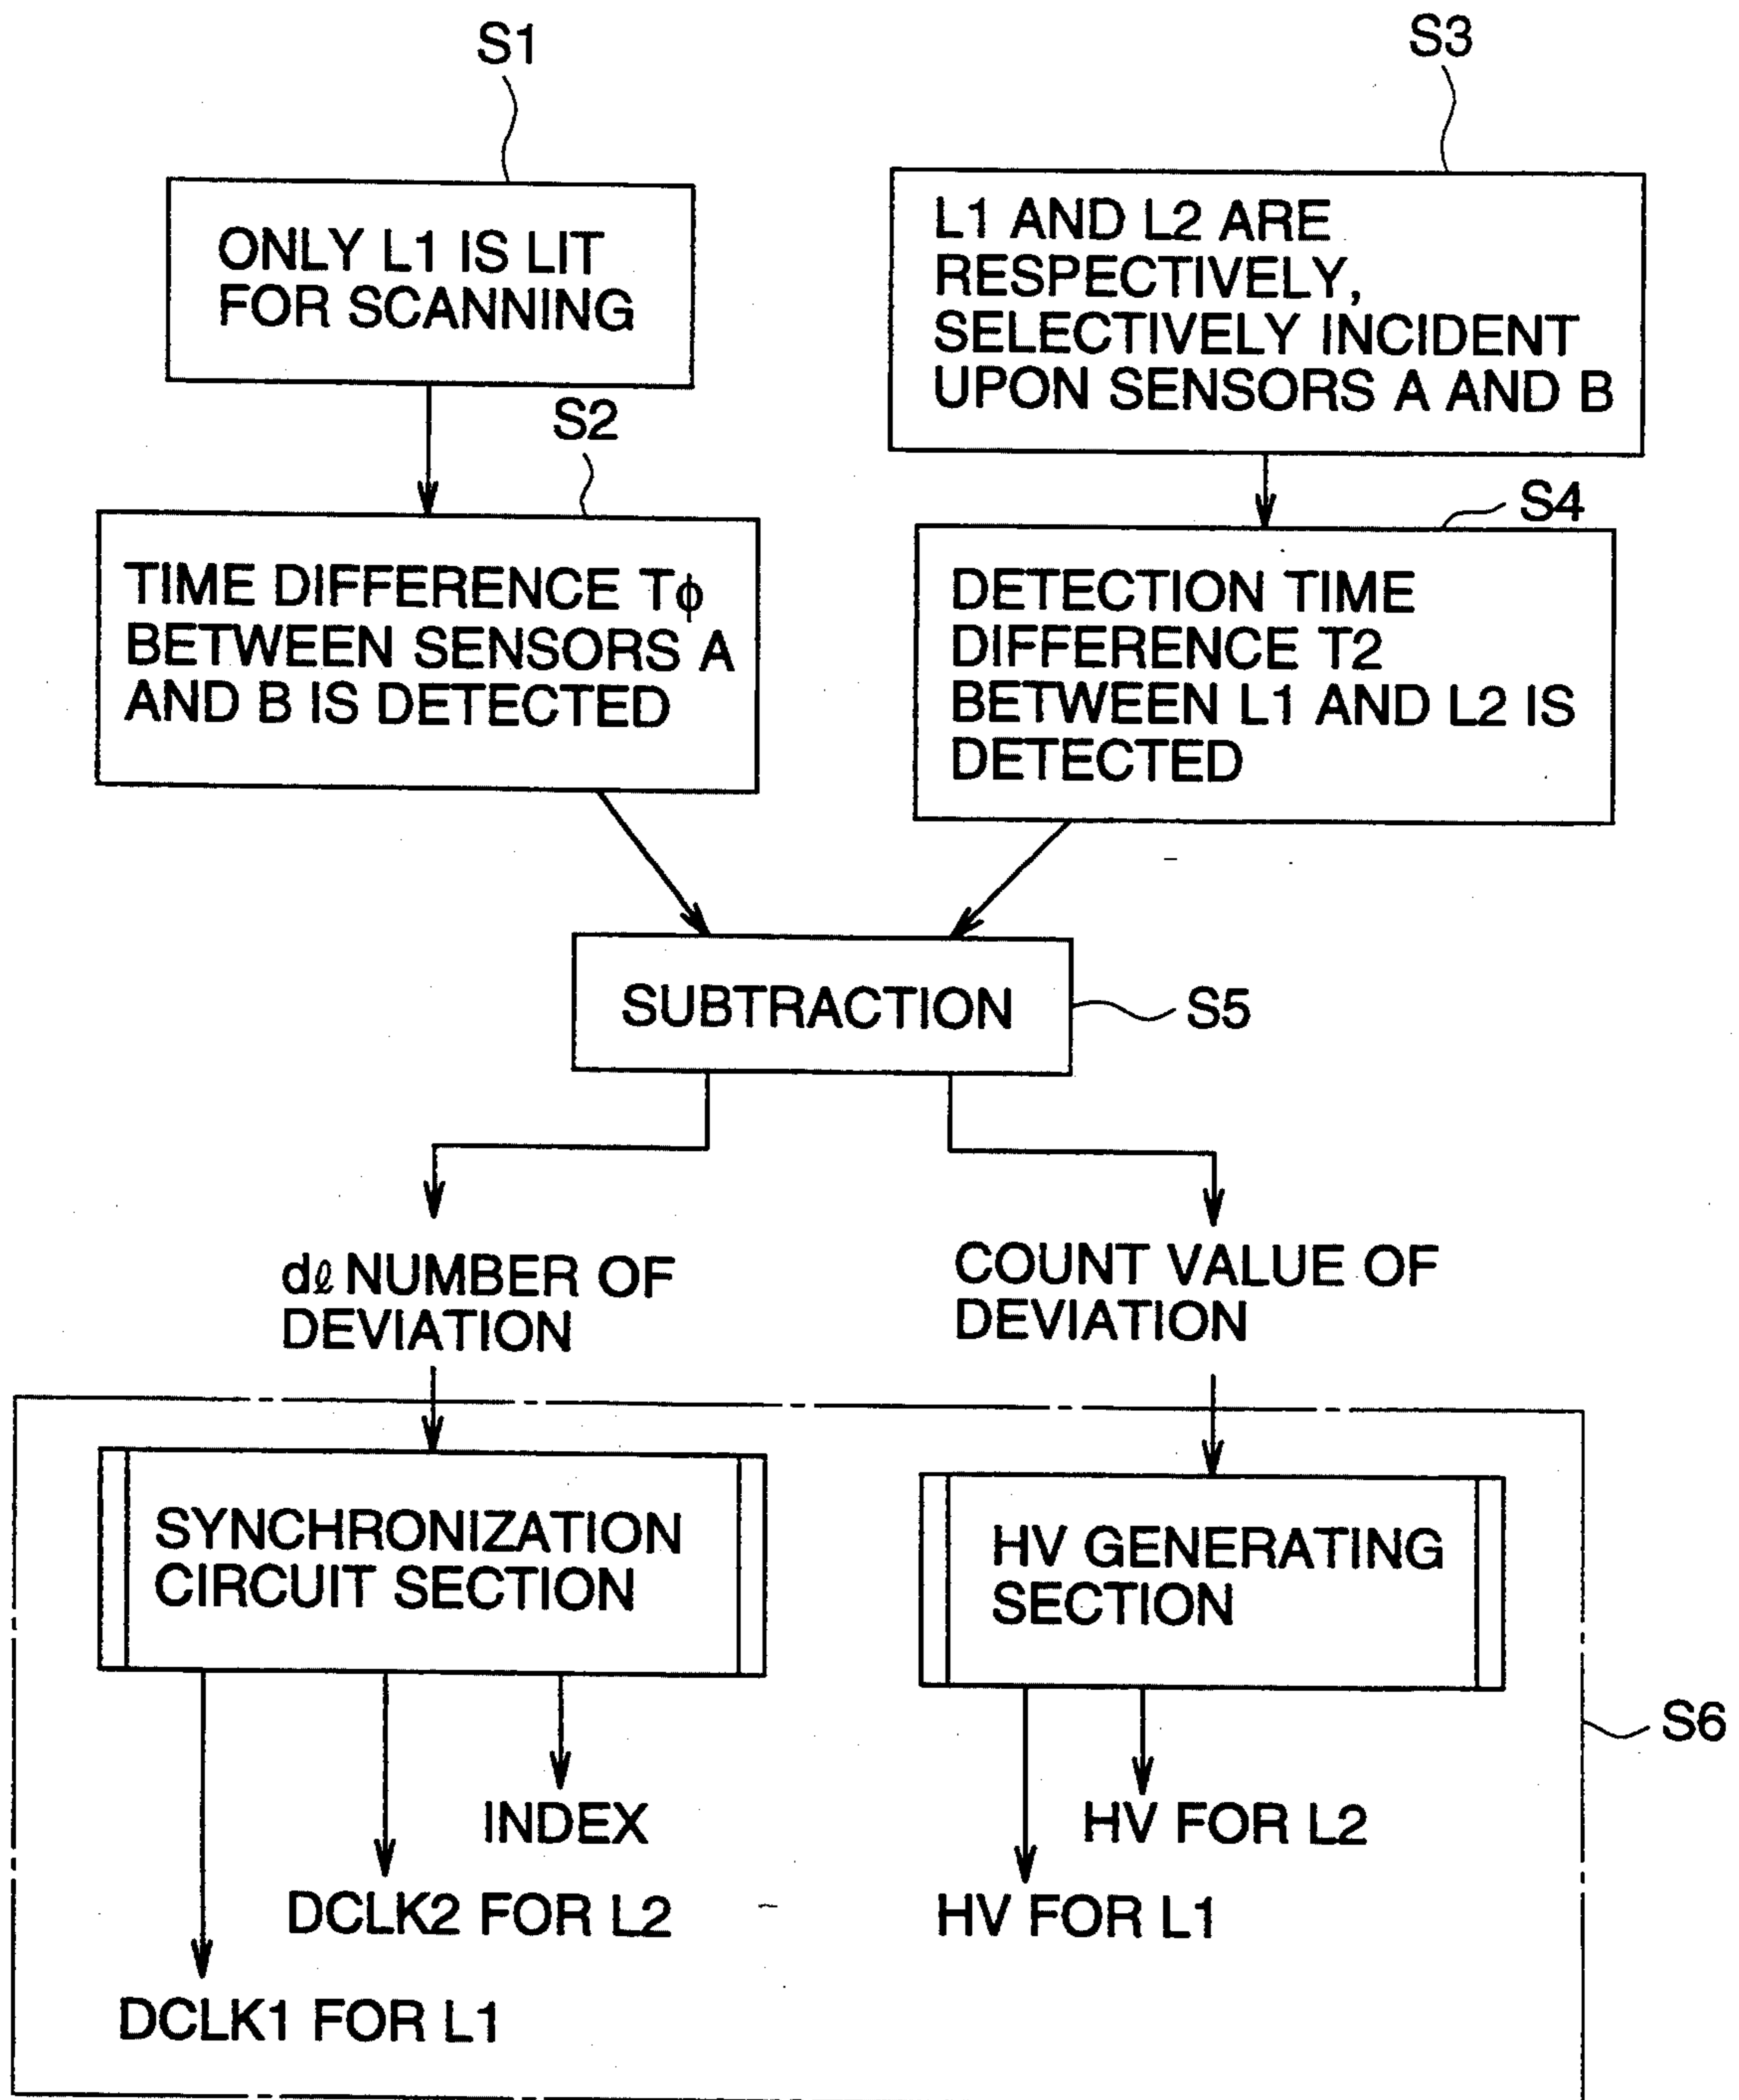 S1
ONLY L1 IS LIT
FOR SCANNING
S2
TIME DIFFERENCE Tϕ
BETWEEN SENSORS A
AND B IS DETECTED
S3
L1 AND L2 ARE
RESPECTIVELY,
SELECTIVELY INCIDENT
UPON SENSORS A AND B
S4
DETECTION TIME
DIFFERENCE T2
BETWEEN L1 AND L2 IS
DETECTED
SUBTRACTION
S5
dℓ NUMBER OF
DEVIATION
COUNT VALUE OF
DEVIATION
SYNCHRONIZATION
CIRCUIT SECTION
HV GENERATING
SECTION
S6
INDEX
DCLK2 FOR L2
DCLK1 FOR L1
HV FOR L2
HV FOR L1